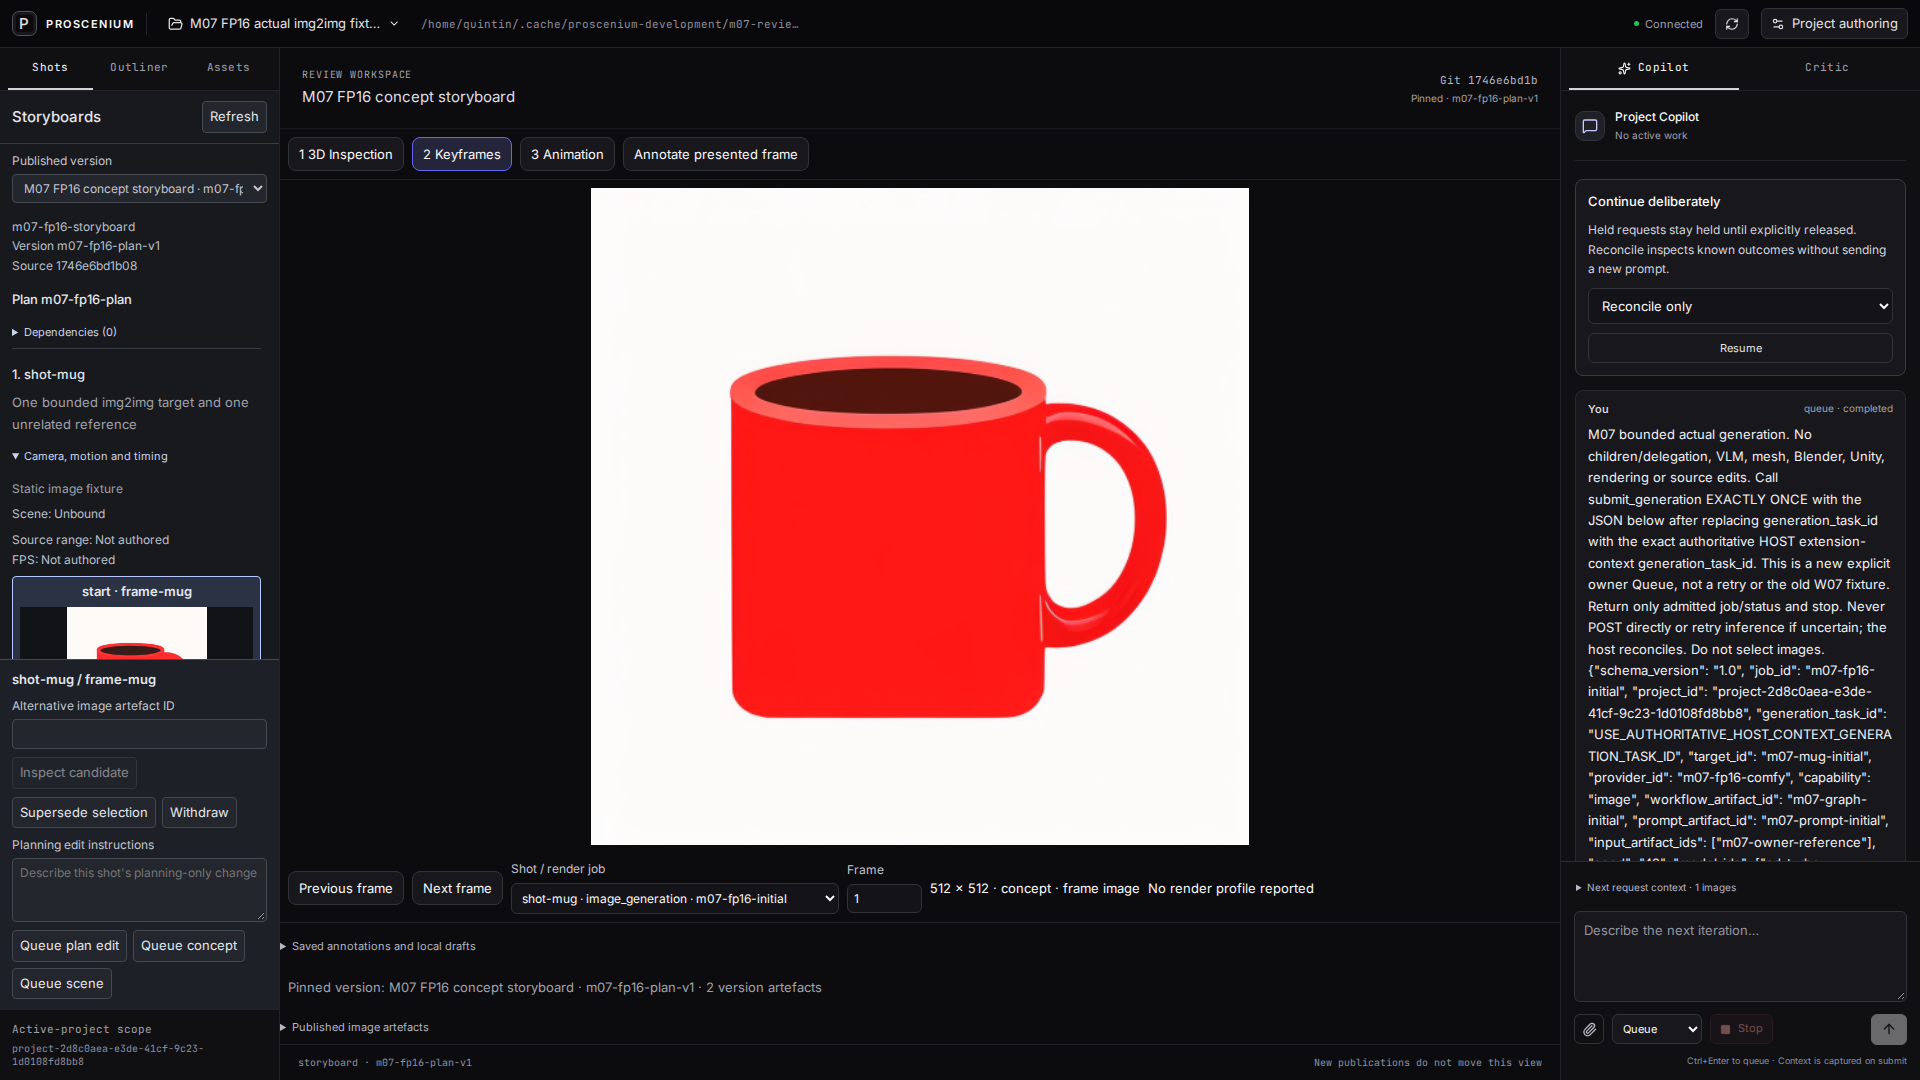 P PROSCENIUM
M07 FP16 actual img2img fixt...
/home/quintin/.cache/proscenium-development/m07-revie…
Connected
Project authoring
Shots
Outliner
Assets
Storyboards
Refresh
Published version
M07 FP16 concept storyboard · m07-fp
m07-fp16-storyboard
Version m07-fp16-plan-v1
Source 1746e6bd1b08
Plan m07-fp16-plan
Dependencies (0)
1. shot-mug
One bounded img2img target and one
unrelated reference
Camera, motion and timing
Static image fixture
Scene: Unbound
Source range: Not authored
FPS: Not authored
start · frame-mug
shot-mug / frame-mug
Alternative image artefact ID
Inspect candidate
Supersede selection
Withdraw
Planning edit instructions
Describe this shot's planning-only change
Queue plan edit
Queue concept
Queue scene
Active-project scope
project-2d8c0aea-e3de-41cf-9c23-
1d0108fd8bb8
REVIEW WORKSPACE
M07 FP16 concept storyboard
Git 1746e6bd1b
Pinned · m07-fp16-plan-v1
1 3D Inspection
2 Keyframes
3 Animation
Annotate presented frame
Previous frame
Next frame
Shot / render job
shot-mug · image_generation · m07-fp16-initial
Frame
1
512 × 512 · concept · frame image
No render profile reported
Saved annotations and local drafts
Pinned version: M07 FP16 concept storyboard · m07-fp16-plan-v1 · 2 version artefacts
Published image artefacts
storyboard · m07-fp16-plan-v1
New publications do not move this view
Copilot
Critic
Project Copilot
No active work
Continue deliberately
Held requests stay held until explicitly released.
Reconcile inspects known outcomes without sending
a new prompt.
Reconcile only
Resume
You
queue · completed
M07 bounded actual generation. No
children/delegation, VLM, mesh, Blender, Unity,
rendering or source edits. Call
submit_generation EXACTLY ONCE with the
JSON below after replacing generation_task_id
with the exact authoritative HOST extension-
context generation_task_id. This is a new explicit
owner Queue, not a retry or the old W07 fixture.
Return only admitted job/status and stop. Never
POST directly or retry inference if uncertain; the
host reconciles. Do not select images.
{"schema_version": "1.0", "job_id": "m07-fp16-
initial", "project_id": "project-2d8c0aea-e3de-
41cf-9c23-1d0108fd8bb8", "generation_task_id":
"USE_AUTHORITATIVE_HOST_CONTEXT_GENERA
TION_TASK_ID", "target_id": "m07-mug-initial",
"provider_id": "m07-fp16-comfy", "capability":
"image", "workflow_artifact_id": "m07-graph-
initial", "prompt_artifact_id": "m07-prompt-initial",
"input_artifact_ids": ["m07-owner-reference"],
Next request context · 1 images
Describe the next iteration...
Queue
Stop
Ctrl+Enter to queue · Context is captured on submit